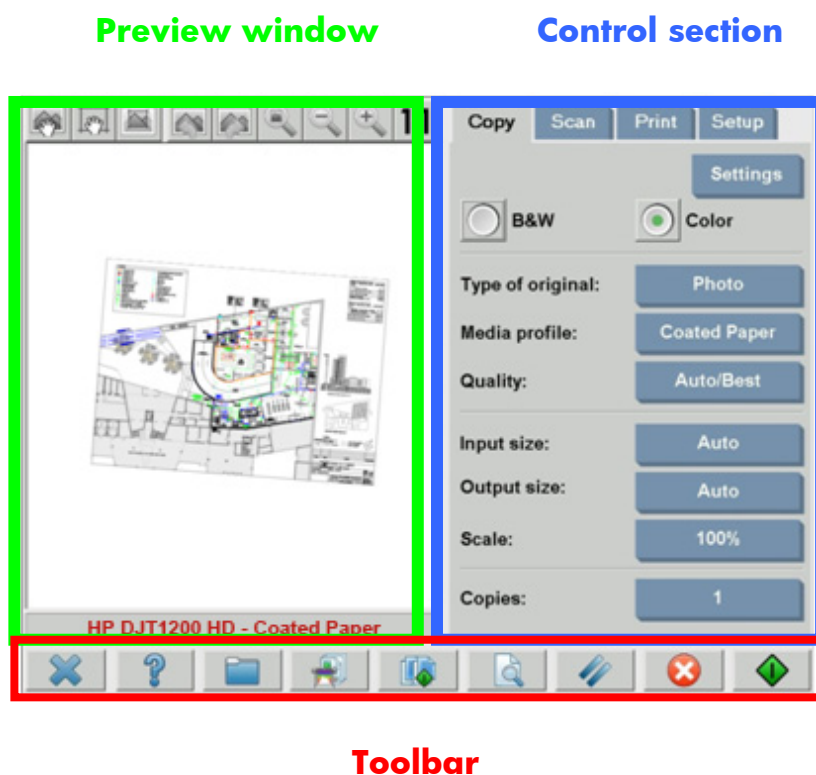 Preview window Control section
Copy Scan Print Setup
Settings
B&W Color
Type of original: Photo
Media profile: Coated Paper
Quality: Auto/Best
Input size: Auto
Output size: Auto
Scale: 100%
Copies: 1
HP DJT1200 HD - Coated Paper
Toolbar